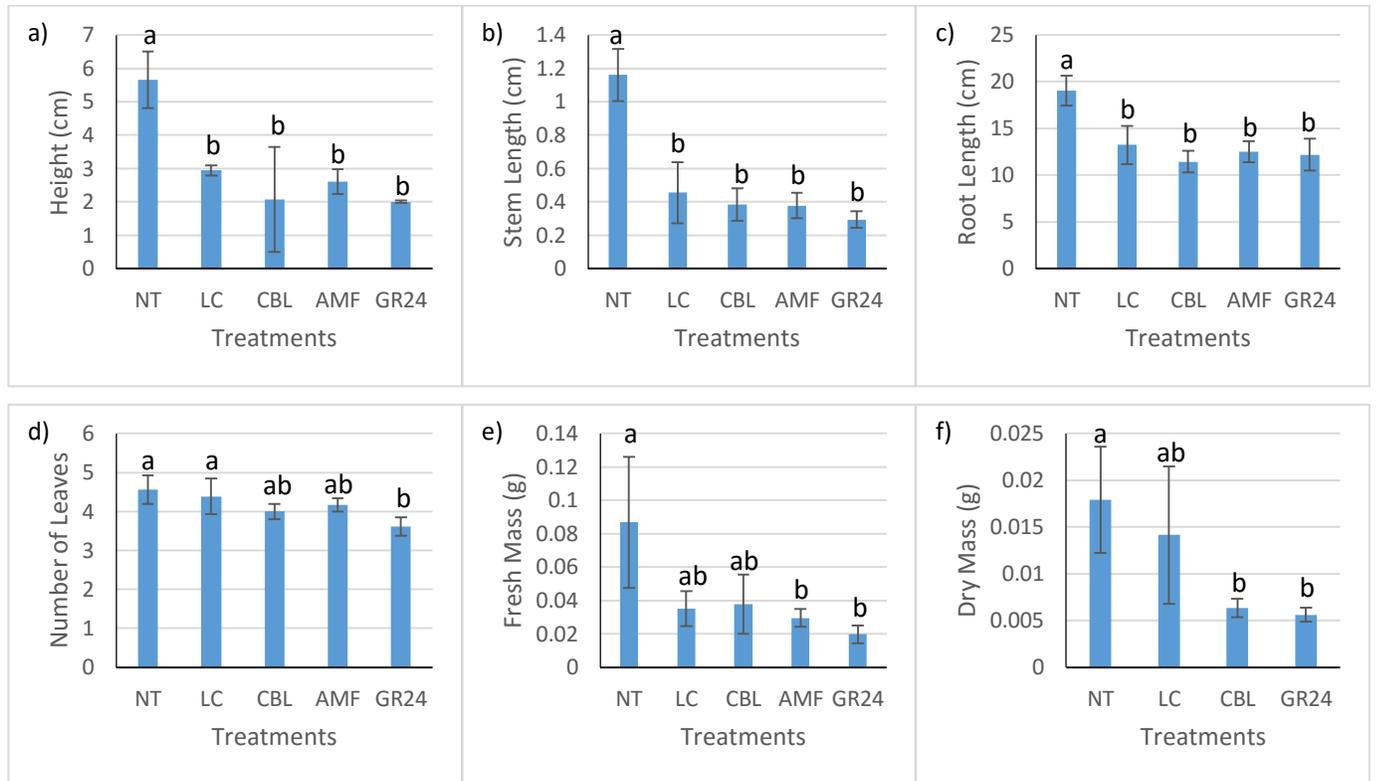 a)
Height (cm)
7
6
5
4
3
2
1
0
a
b
b
b
b
NT LC CBL AMF GR24
Treatments
b)
Stem Length (cm)
1.4
1.2
1
0.8
0.6
0.4
0.2
0
a
b
b
b
b
NT LC CBL AMF GR24
Treatments
c)
Root Length (cm)
25
20
15
10
5
0
a
b
b
b
b
NT LC CBL AMF GR24
Treatments
d)
Number of Leaves
6
5
4
3
2
1
0
a
a
ab
ab
b
NT LC CBL AMF GR24
Treatments
e)
Fresh Mass (g)
0.14
0.12
0.1
0.08
0.06
0.04
0.02
0
a
ab
ab
b
b
NT LC CBL AMF GR24
Treatments
f)
Dry Mass (g)
0.025
0.02
0.015
0.01
0.005
0
a
ab
b
b
NT LC CBL GR24
Treatments